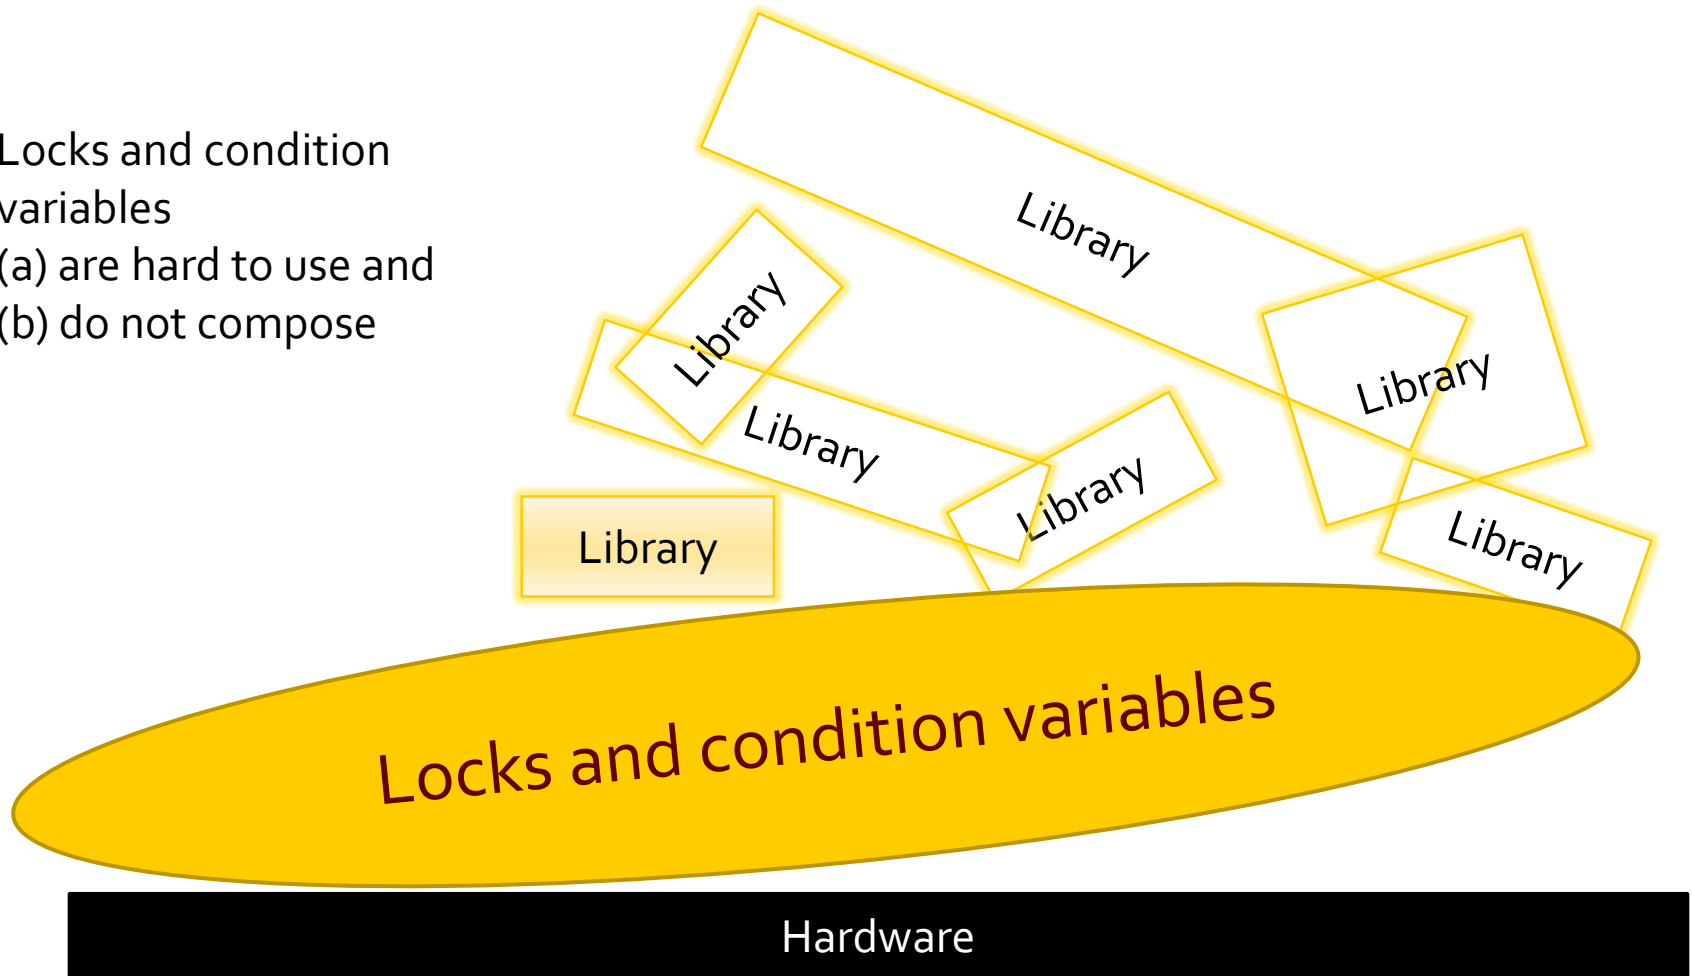 Locks and condition
variables
(a) are hard to use and
(b) do not compose
Library
Library
Library
Library
Library
Library
Library
Locks and condition variables
Hardware